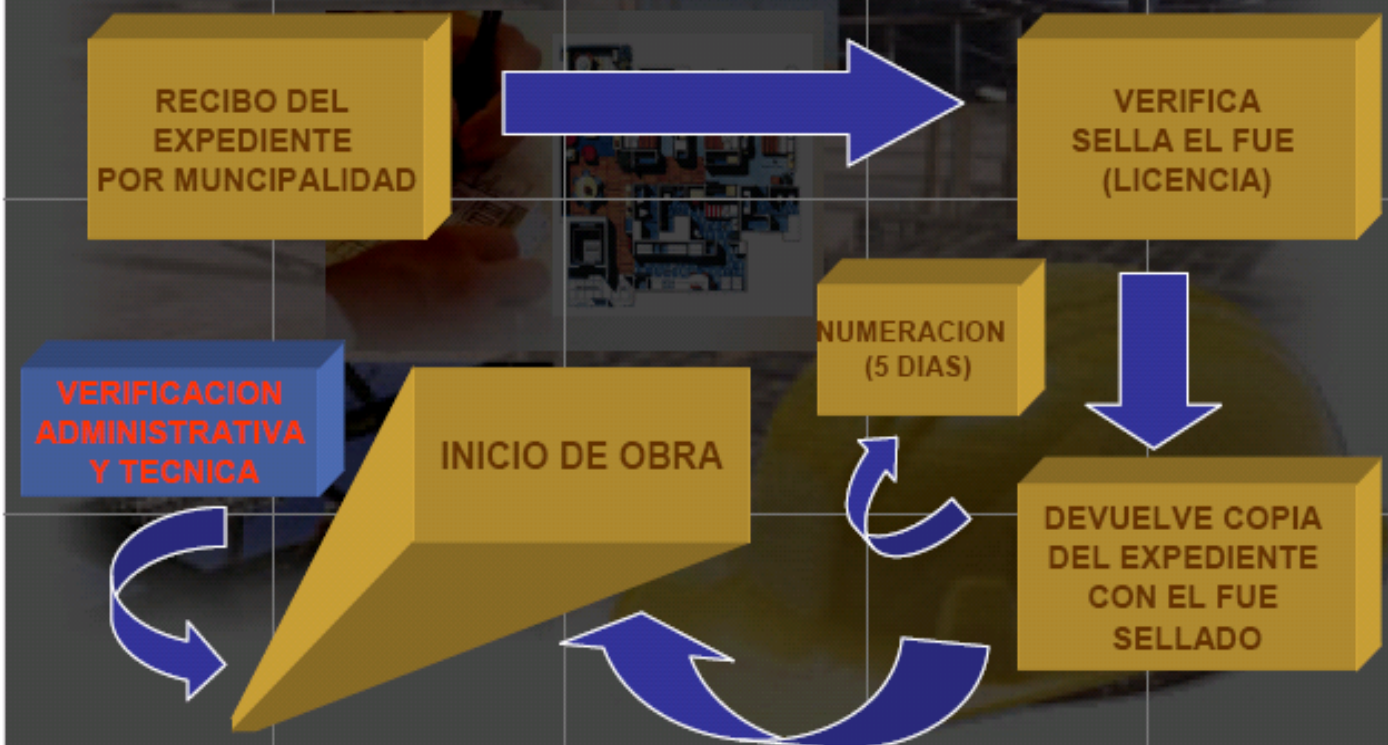 RECIBO DEL
EXPEDIENTE
POR MUNCIPALIDAD
VERIFICA
SELLA EL FUE
(LICENCIA)
NUMERACION
(5 DIAS)
VERIFICACION
ADMINISTRATIVA
Y TECNICA
INICIO DE OBRA
DEVUELVE COPIA
DEL EXPEDIENTE
CON EL FUE
SELLADO